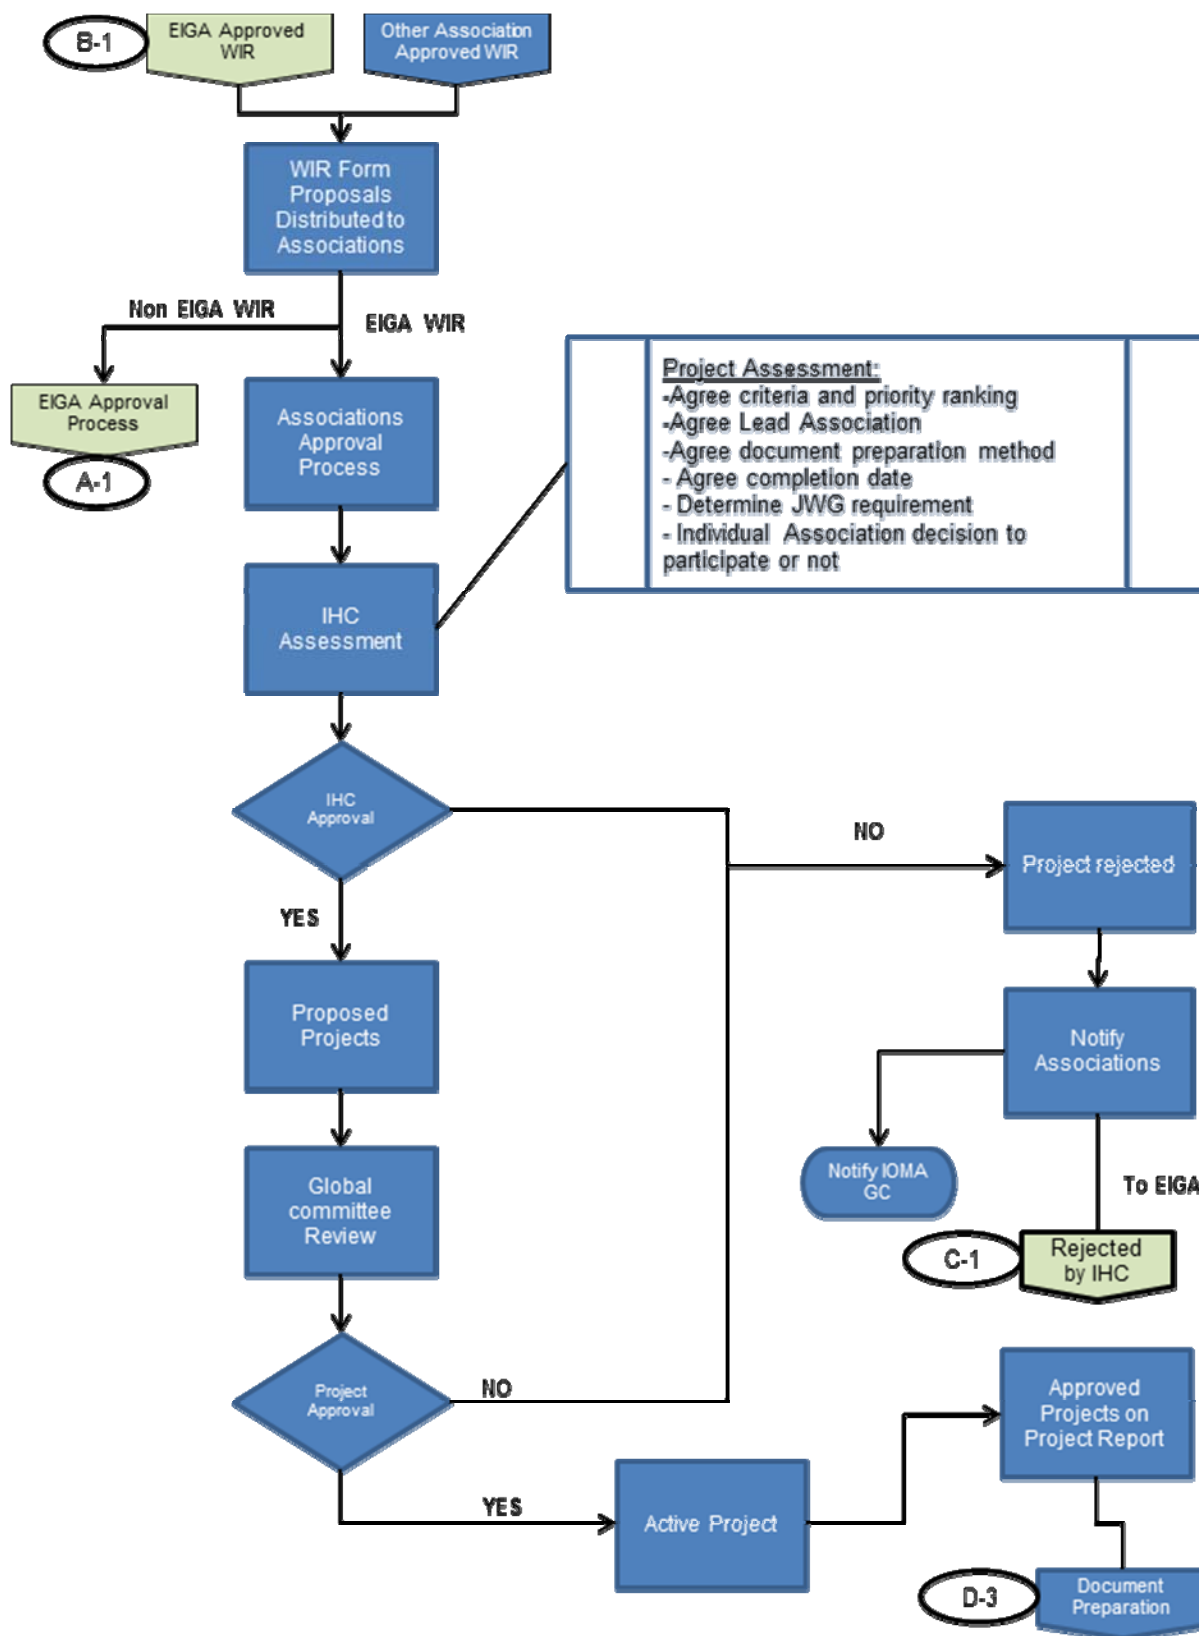 B-1
EIGA Approved
WIR
Other Association
Approved WIR
WIR Form
Proposals
Distributed to
Associations
Non EIGA WIR
EIGA WIR
EIGA Approval
Process
A-1
Associations
Approval
Process
Project Assessment:
-Agree criteria and priority ranking
-Agree Lead Association
-Agree document preparation method
- Agree completion date
- Determine JWG requirement
- Individual Association decision to
participate or not
IHC
Assessment
IHC
Approval
NO
Project rejected
YES
Proposed
Projects
Notify
Associations
Global
committee
Review
Notify IOMA
GC
To EIGA
C-1
Rejected
by IHC
Project
Approval
NO
Approved
Projects on
Project Report
YES
Active Project
D-3
Document
Preparation